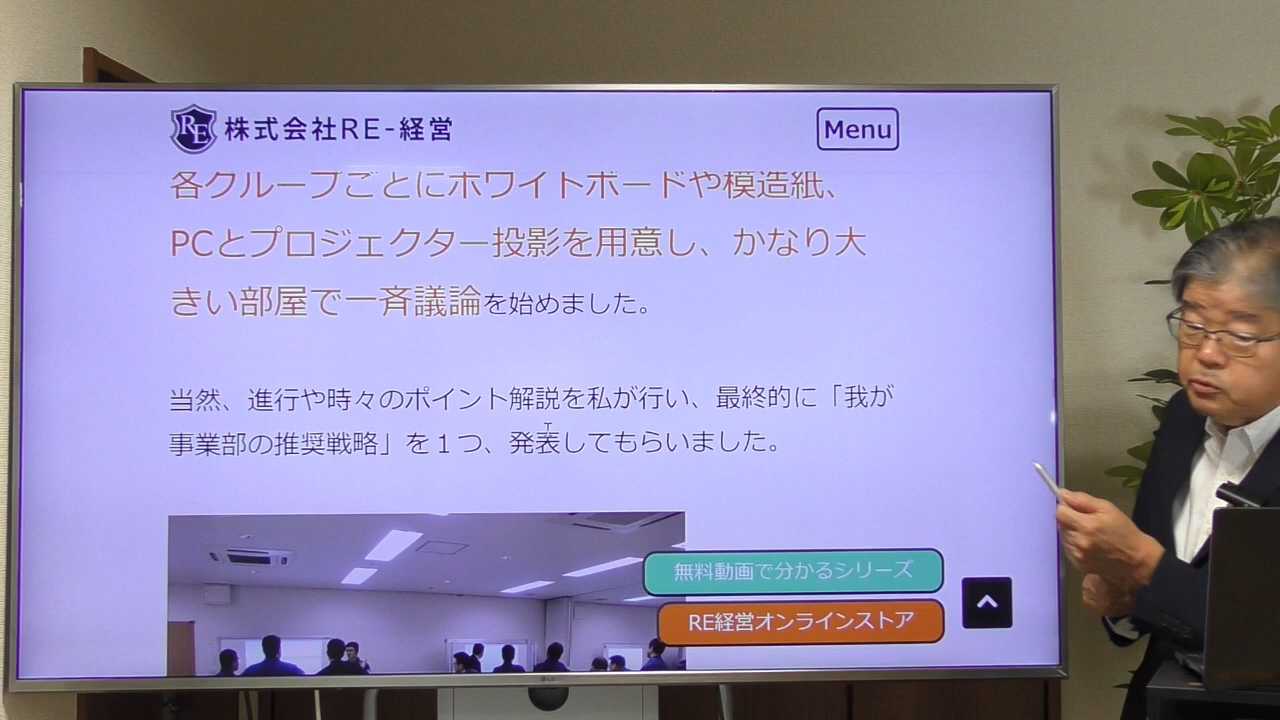 RE 株式会社RE-経営
Menu
各グループごとにホワイトボードや模造紙、
PCとプロジェクター投影を用意し、かなり大
きい部屋で一斉議論を始めました。
当然、進行や時々のポイント解説を私が行い、最終的に「我が
事業部の推奨戦略」を１つ、発表してもらいました。
無料動画で分かるシリーズ
RE経営オンラインストア
LG